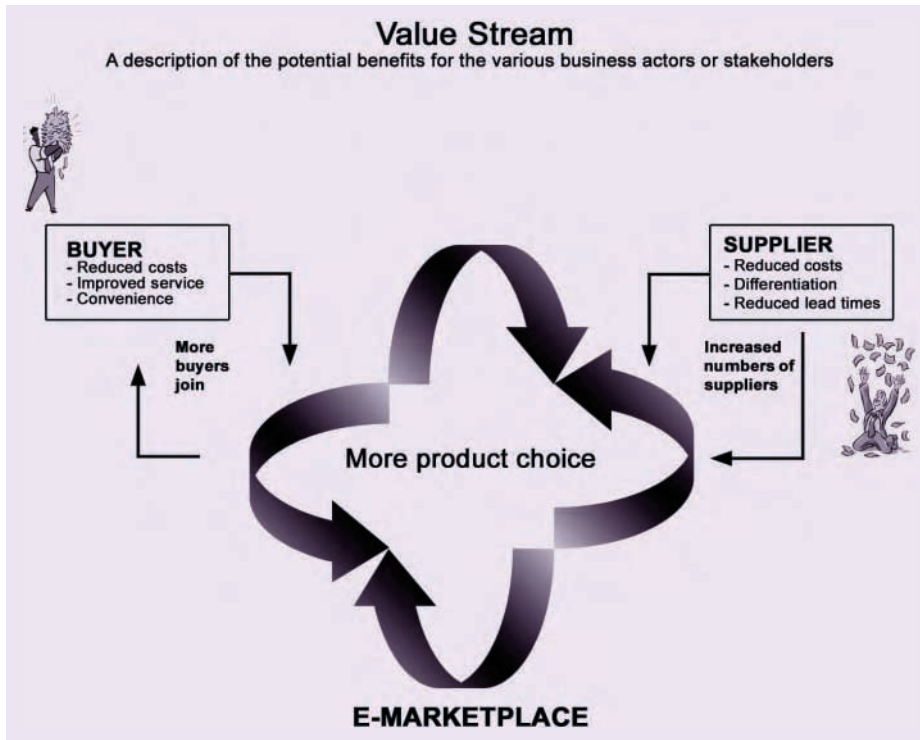 Value Stream
A description of the potential benefits for the various business actors or stakeholders
BUYER
- Reduced costs
- Improved service
- Convenience
SUPPLIER
- Reduced costs
- Differentiation
- Reduced lead times
More
buyers
join
Increased
numbers of
suppliers
More product choice
E-MARKETPLACE